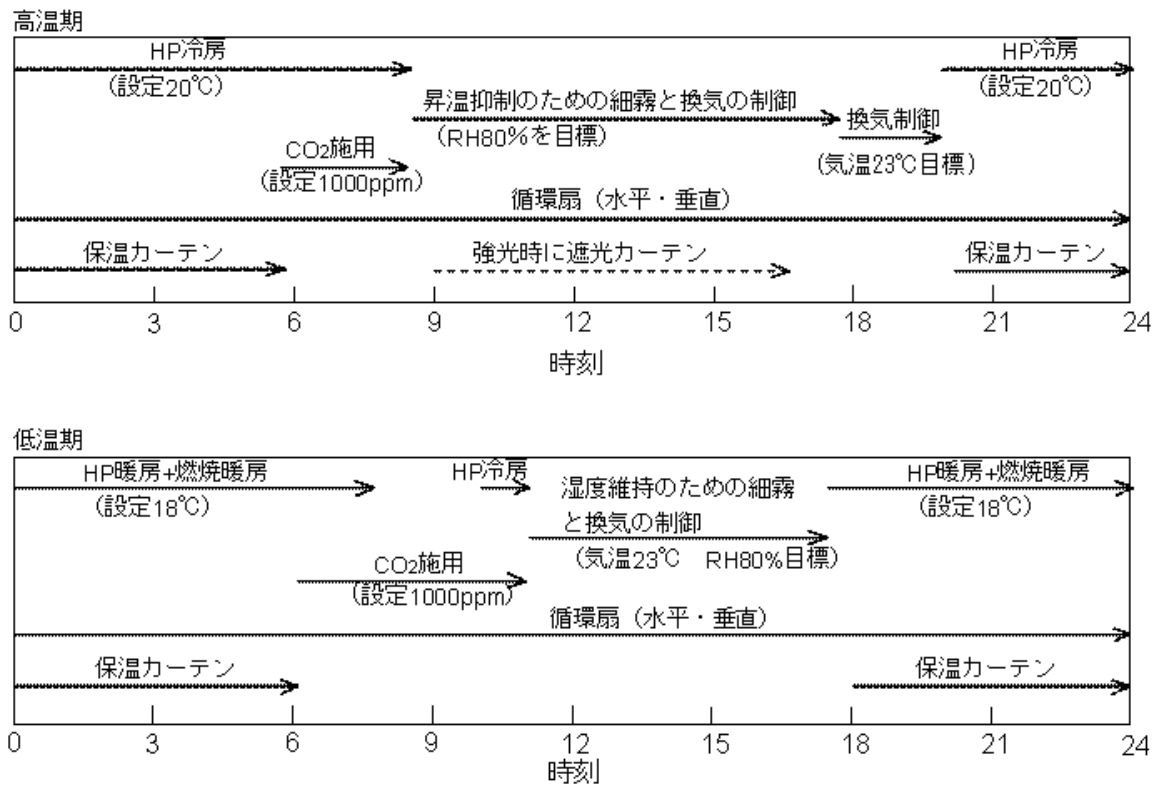 高温期
HP冷房
(設定20℃)
HP冷房
(設定20℃)
昇温抑制のための細霧と換気の制御
(RH80%を目標)
換気制御
(気温23℃目標)
CO2施用
(設定1000ppm)
循環扇(水平・垂直)
保温カーテン
強光時に遮光カーテン
保温カーテン
0 3 6 9 12 15 18 21 24
時刻
低温期
HP暖房+燃焼暖房
(設定18℃)
HP冷房
HP暖房+燃焼暖房
(設定18℃)
湿度維持のための細霧
と換気の制御
(気温23℃ RH80%目標)
CO2施用
(設定1000ppm)
循環扇(水平・垂直)
保温カーテン
保温カーテン
0 3 6 9 12 15 18 21 24
時刻